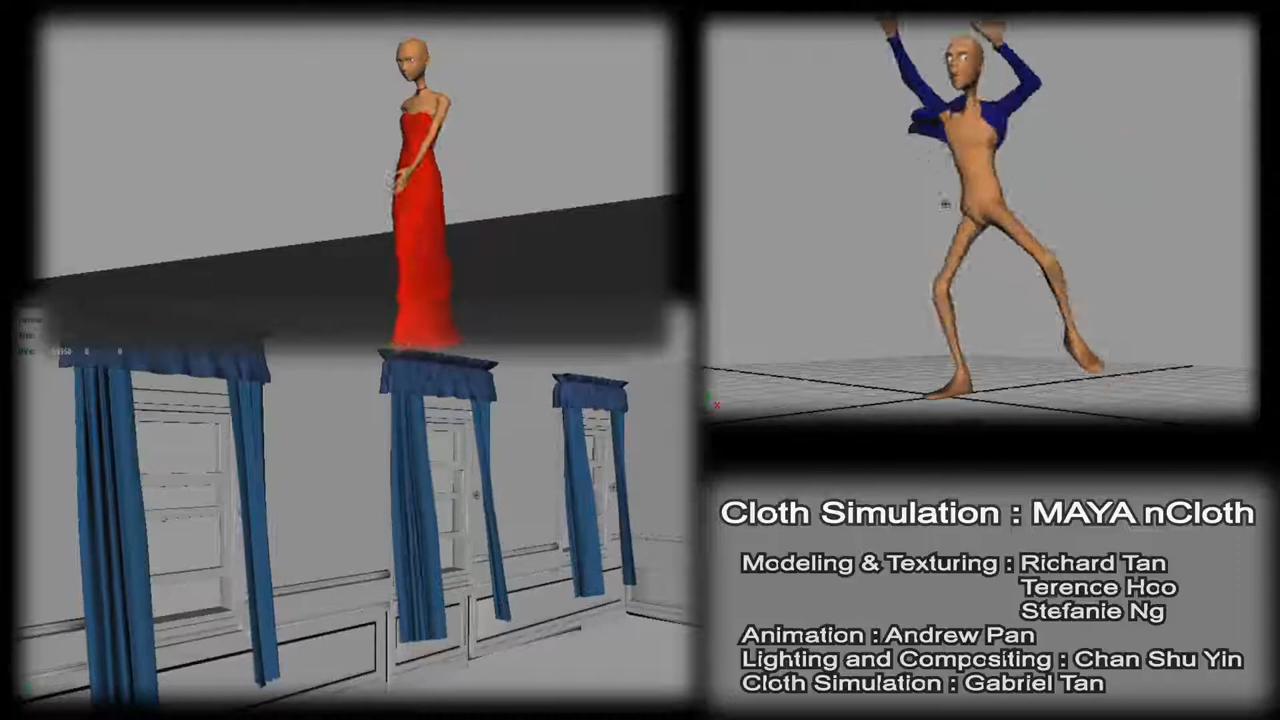 Cloth Simulation : MAYA nCloth
Modeling & Texturing : Richard Tan
Terence Hoo
Stefanie Ng
Animation : Andrew Pan
Lighting and Compositing : Chan Shu Yin
Cloth Simulation : Gabriel Tan